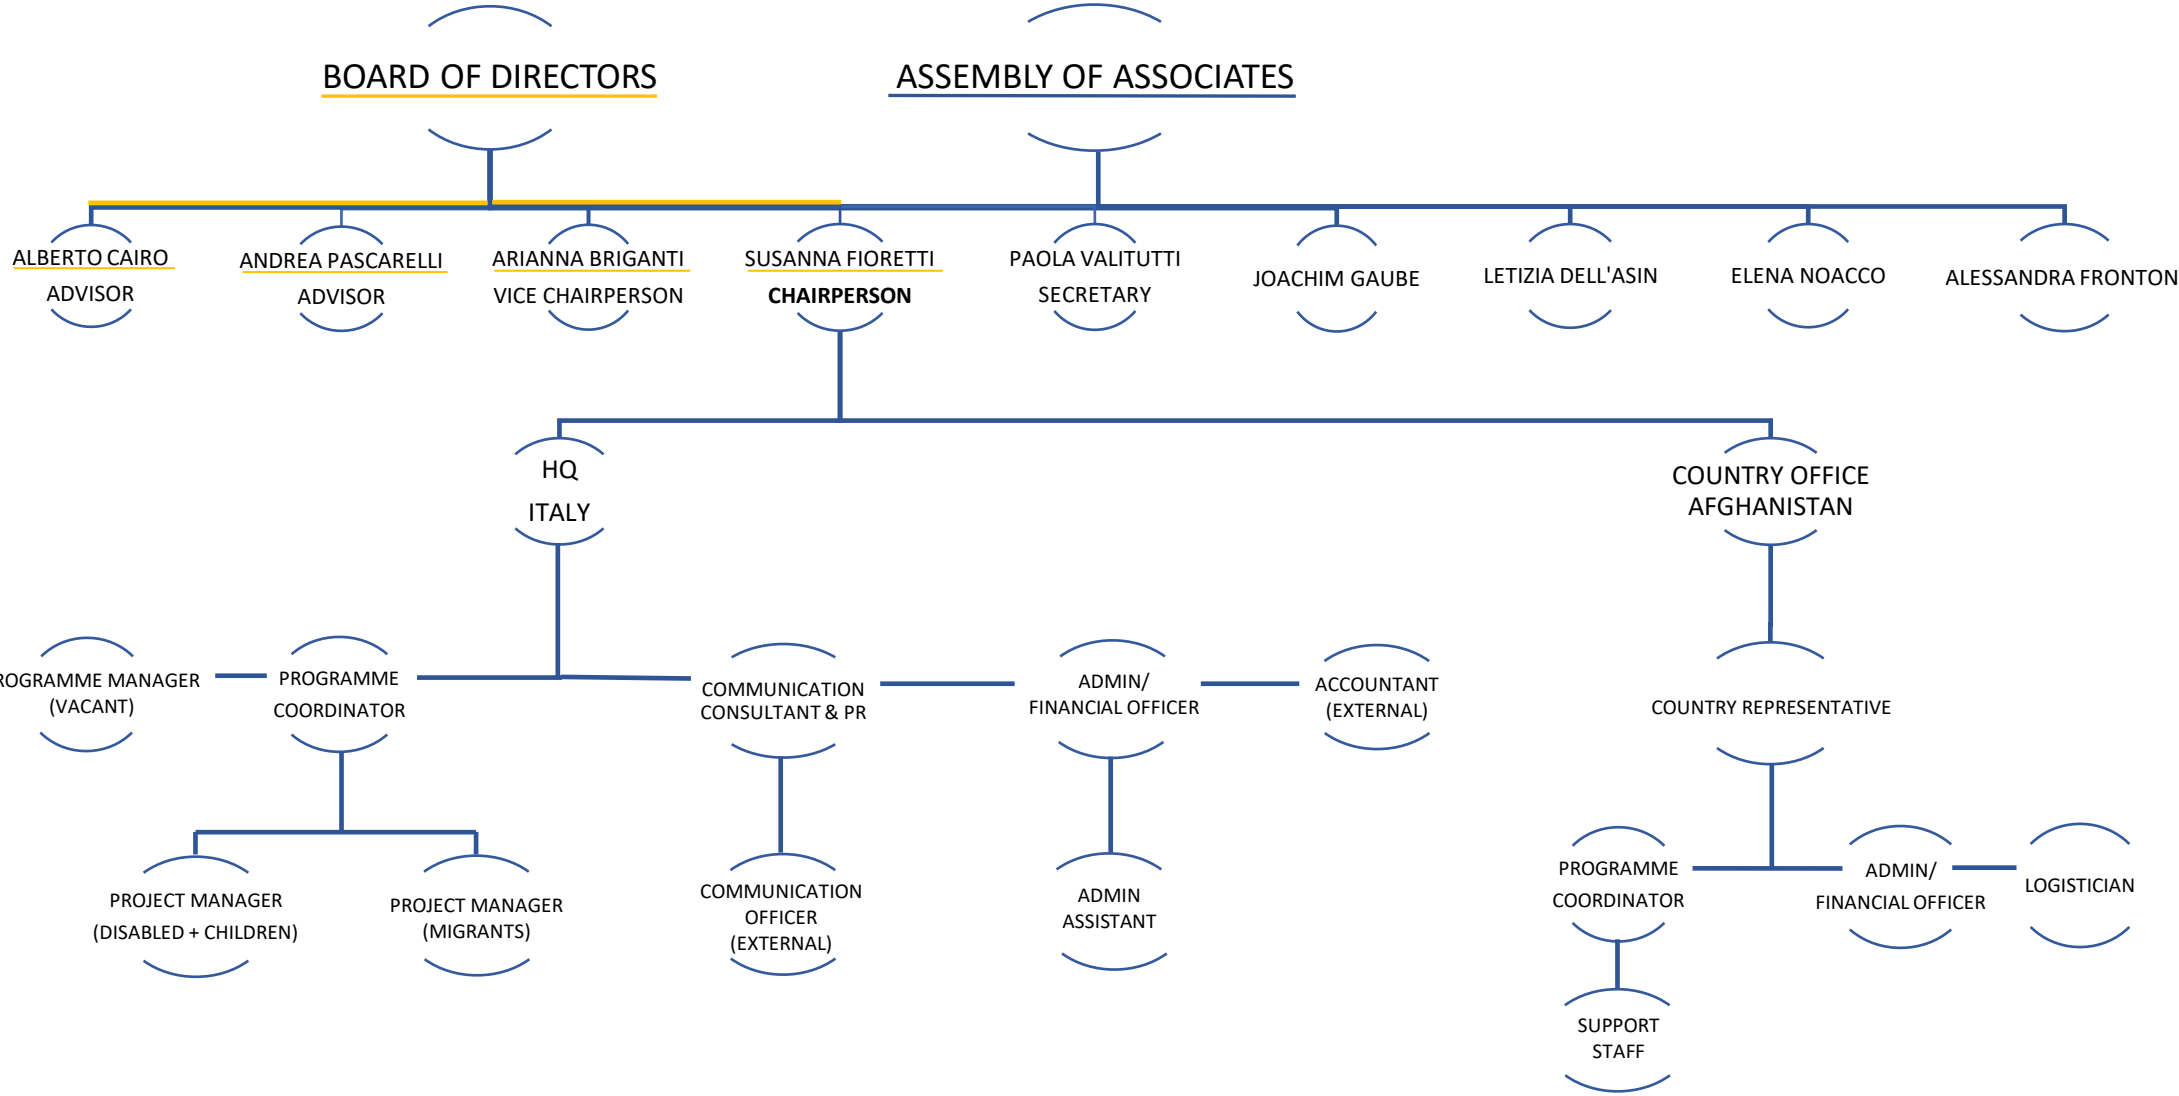 BOARD OF DIRECTORS
ASSEMBLY OF ASSOCIATES
ALBERTO CAIRO
ADVISOR
ANDREA PASCARELLI
ADVISOR
ARIANNA BRIGANTI
VICE CHAIRPERSON
SUSANNA FIORETTI
CHAIRPERSON
PAOLA VALITUTTI
SECRETARY
JOACHIM GAUBE
LETIZIA DELL'ASIN
ELENA NOACCO
ALESSANDRA FRONTON
HQ
ITALY
COUNTRY OFFICE
AFGHANISTAN
ROGRAMME MANAGER
(VACANT)
PROGRAMME
COORDINATOR
COMMUNICATION
CONSULTANT & PR
ADMIN/
FINANCIAL OFFICER
ACCOUNTANT
(EXTERNAL)
COUNTRY REPRESENTATIVE
PROJECT MANAGER
(DISABLED + CHILDREN)
PROJECT MANAGER
(MIGRANTS)
COMMUNICATION
OFFICER
(EXTERNAL)
ADMIN
ASSISTANT
PROGRAMME
COORDINATOR
ADMIN/
FINANCIAL OFFICER
LOGISTICIAN
SUPPORT
STAFF